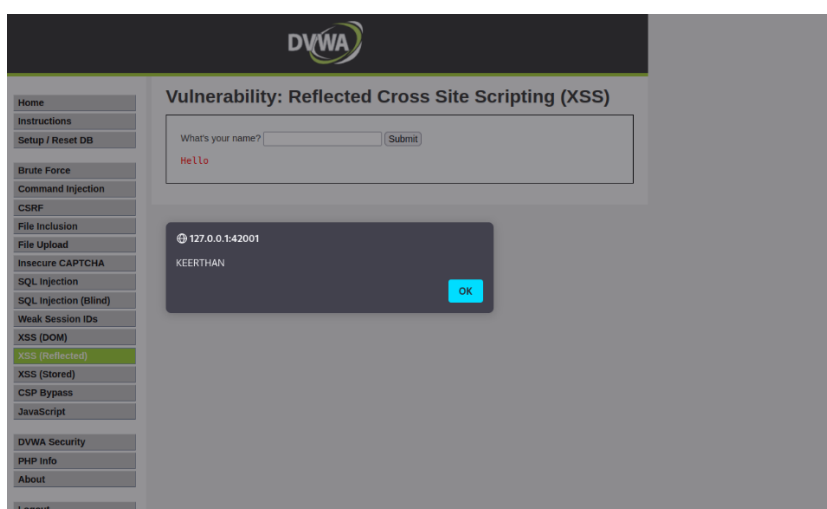 DVWA
Vulnerability: Reflected Cross Site Scripting (XSS)
Home
Instructions
Setup / Reset DB
Brute Force
Command Injection
CSRF
File Inclusion
File Upload
Insecure CAPTCHA
SQL Injection
SQL Injection (Blind)
Weak Session IDs
XSS (DOM)
XSS (Reflected)
XSS (Stored)
CSP Bypass
JavaScript
DVWA Security
PHP Info
About
Logout
What's your name? Submit
Hello
127.0.0.1:42001
KEERTHAN
OK